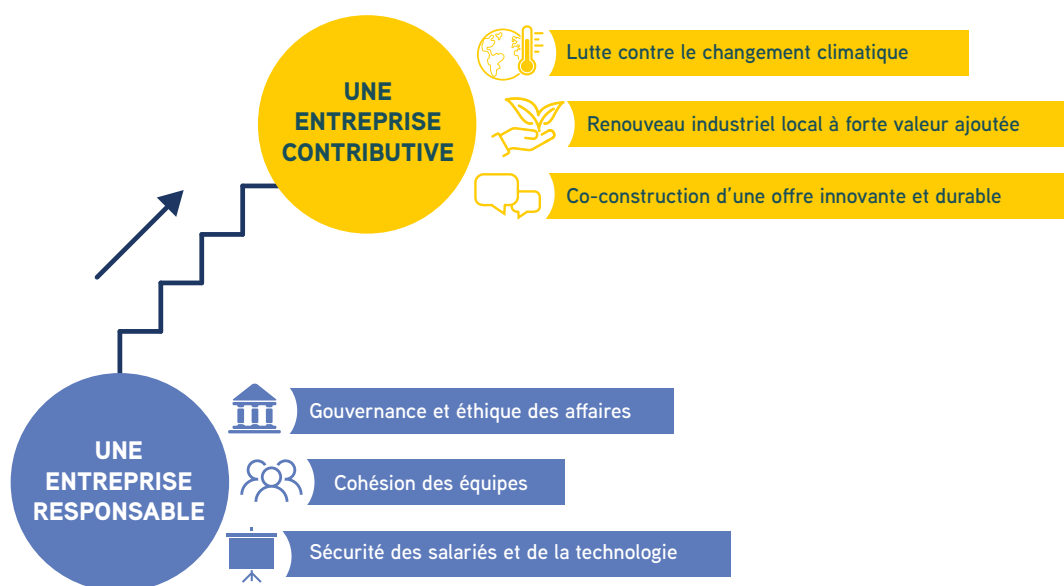 UNE
ENTREPRISE
CONTRIBUTIVE
Lutte contre le changement climatique
Renouveau industriel local à forte valeur ajoutée
Co-construction d’une offre innovante et durable
UNE
ENTREPRISE
RESPONSABLE
Gouvernance et éthique des affaires
Cohésion des équipes
Sécurité des salariés et de la technologie